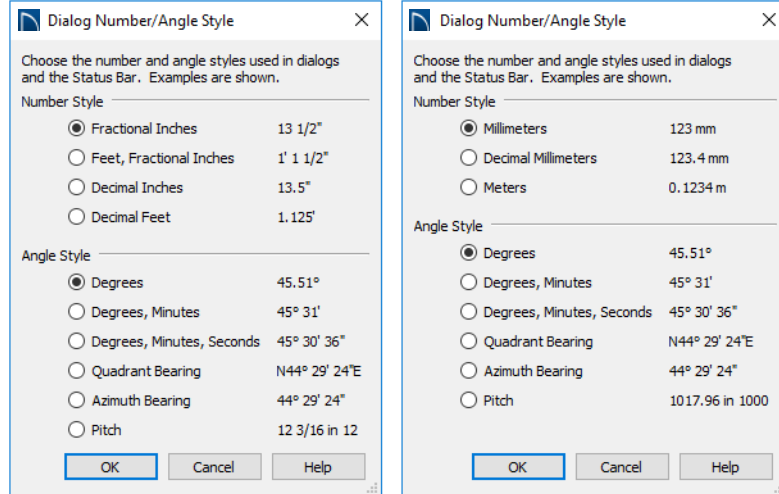 Dialog Number/Angle Style
Choose the number and angle styles used in dialogs
and the Status Bar. Examples are shown.
Number Style
Fractional Inches 13 1/2"
Feet, Fractional Inches 1' 1 1/2"
Decimal Inches 13.5"
Decimal Feet 1.125'
Angle Style
Degrees 45.51°
Degrees, Minutes 45° 31'
Degrees, Minutes, Seconds 45° 30' 36"
Quadrant Bearing N44° 29' 24"E
Azimuth Bearing 44° 29' 24"
Pitch 12 3/16 in 12
OK Cancel Help
Dialog Number/Angle Style
Choose the number and angle styles used in dialogs
and the Status Bar. Examples are shown.
Number Style
Millimeters 123 mm
Decimal Millimeters 123.4 mm
Meters 0.1234 m
Angle Style
Degrees 45.51°
Degrees, Minutes 45° 31'
Degrees, Minutes, Seconds 45° 30' 36"
Quadrant Bearing N44° 29' 24"E
Azimuth Bearing 44° 29' 24"
Pitch 1017.96 in 1000
OK Cancel Help